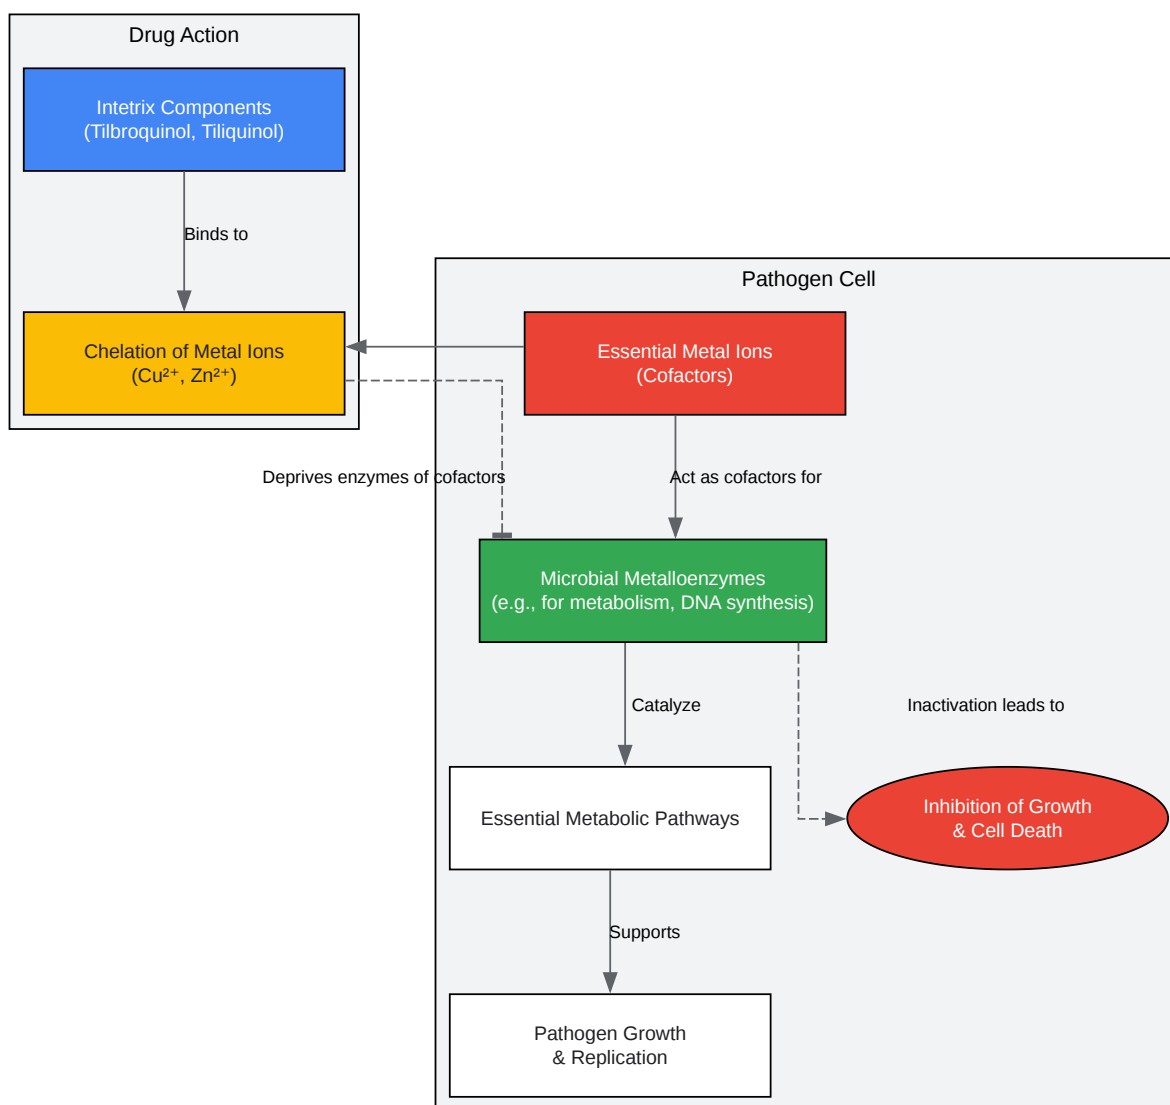 Drug Action
Intetrix Components
(Tilbroquinol, Tiliquinol)
Binds to
Pathogen Cell
Chelation of Metal Ions
(Cu²⁺, Zn²⁺)
Essential Metal Ions
(Cofactors)
Deprives enzymes of cofactors
Act as cofactors for
Microbial Metalloenzymes
(e.g., for metabolism, DNA synthesis)
Catalyze
Inactivation leads to
Essential Metabolic Pathways
Inhibition of Growth
& Cell Death
Supports
Pathogen Growth
& Replication